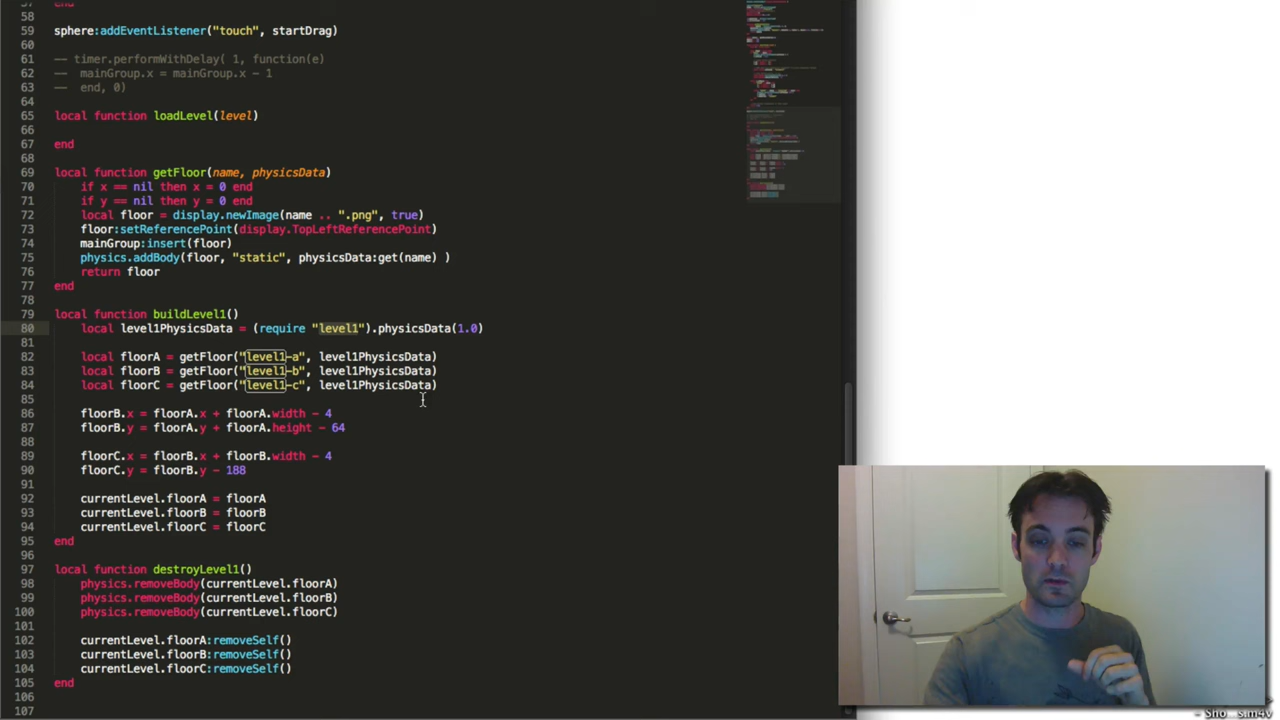 57 end
58
59 sphere:addEventListener("touch", startDrag)
60
61 -- timer.performWithDelay( 1, function(e)
62 --  mainGroup.x = mainGroup.x - 1
63 --  end, 0)
64
65 local function loadLevel(level)
66
67 end
68
69 local function getFloor(name, physicsData)
70 if x == nil then x = 0 end
71 if y == nil then y = 0 end
72 local floor = display.newImage(name .. ".png", true)
73 floor:setReferencePoint(display.TopLeftReferencePoint)
74 mainGroup:insert(floor)
75 physics.addBody(floor, "static", physicsData:get(name) )
76 return floor
77 end
78
79 local function buildLevel1()
80 local level1PhysicsData = (require "level1").physicsData(1.0)
81
82 local floorA = getFloor("level1-a", level1PhysicsData)
83 local floorB = getFloor("level1-b", level1PhysicsData)
84 local floorC = getFloor("level1-c", level1PhysicsData)
85
86 floorB.x = floorA.x + floorA.width - 4
87 floorB.y = floorA.y + floorA.height - 64
88
89 floorC.x = floorB.x + floorB.width - 4
90 floorC.y = floorB.y - 188
91
92 currentLevel.floorA = floorA
93 currentLevel.floorB = floorB
94 currentLevel.floorC = floorC
95 end
96
97 local function destroyLevel1()
98 physics.removeBody(currentLevel.floorA)
99 physics.removeBody(currentLevel.floorB)
100 physics.removeBody(currentLevel.floorC)
101
102 currentLevel.floorA:removeSelf()
103 currentLevel.floorB:removeSelf()
104 currentLevel.floorC:removeSelf()
105 end
106
107
- Sho...s.m4v